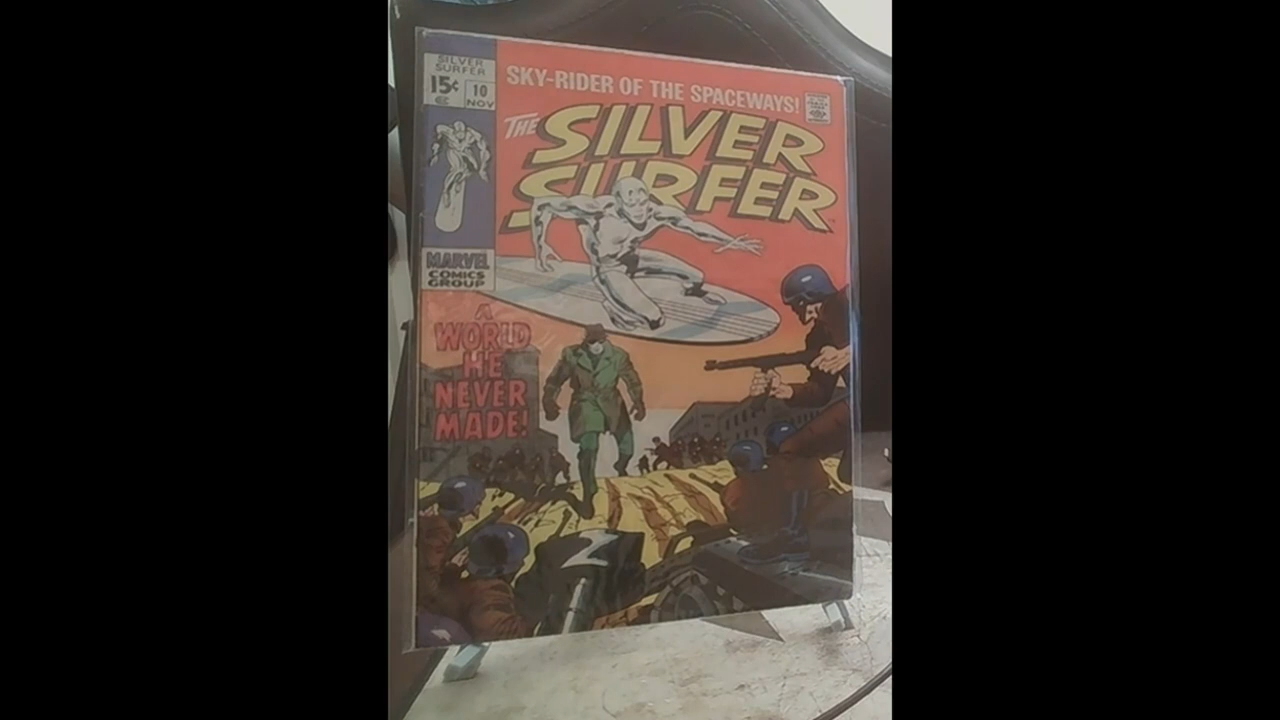 SILVER
SURFER
15¢
10
NOV
SKY-RIDER OF THE SPACEWAYS!
THE
SILVER
SURFER
MARVEL
COMICS
GROUP
A
WORLD
HE
NEVER
MADE!